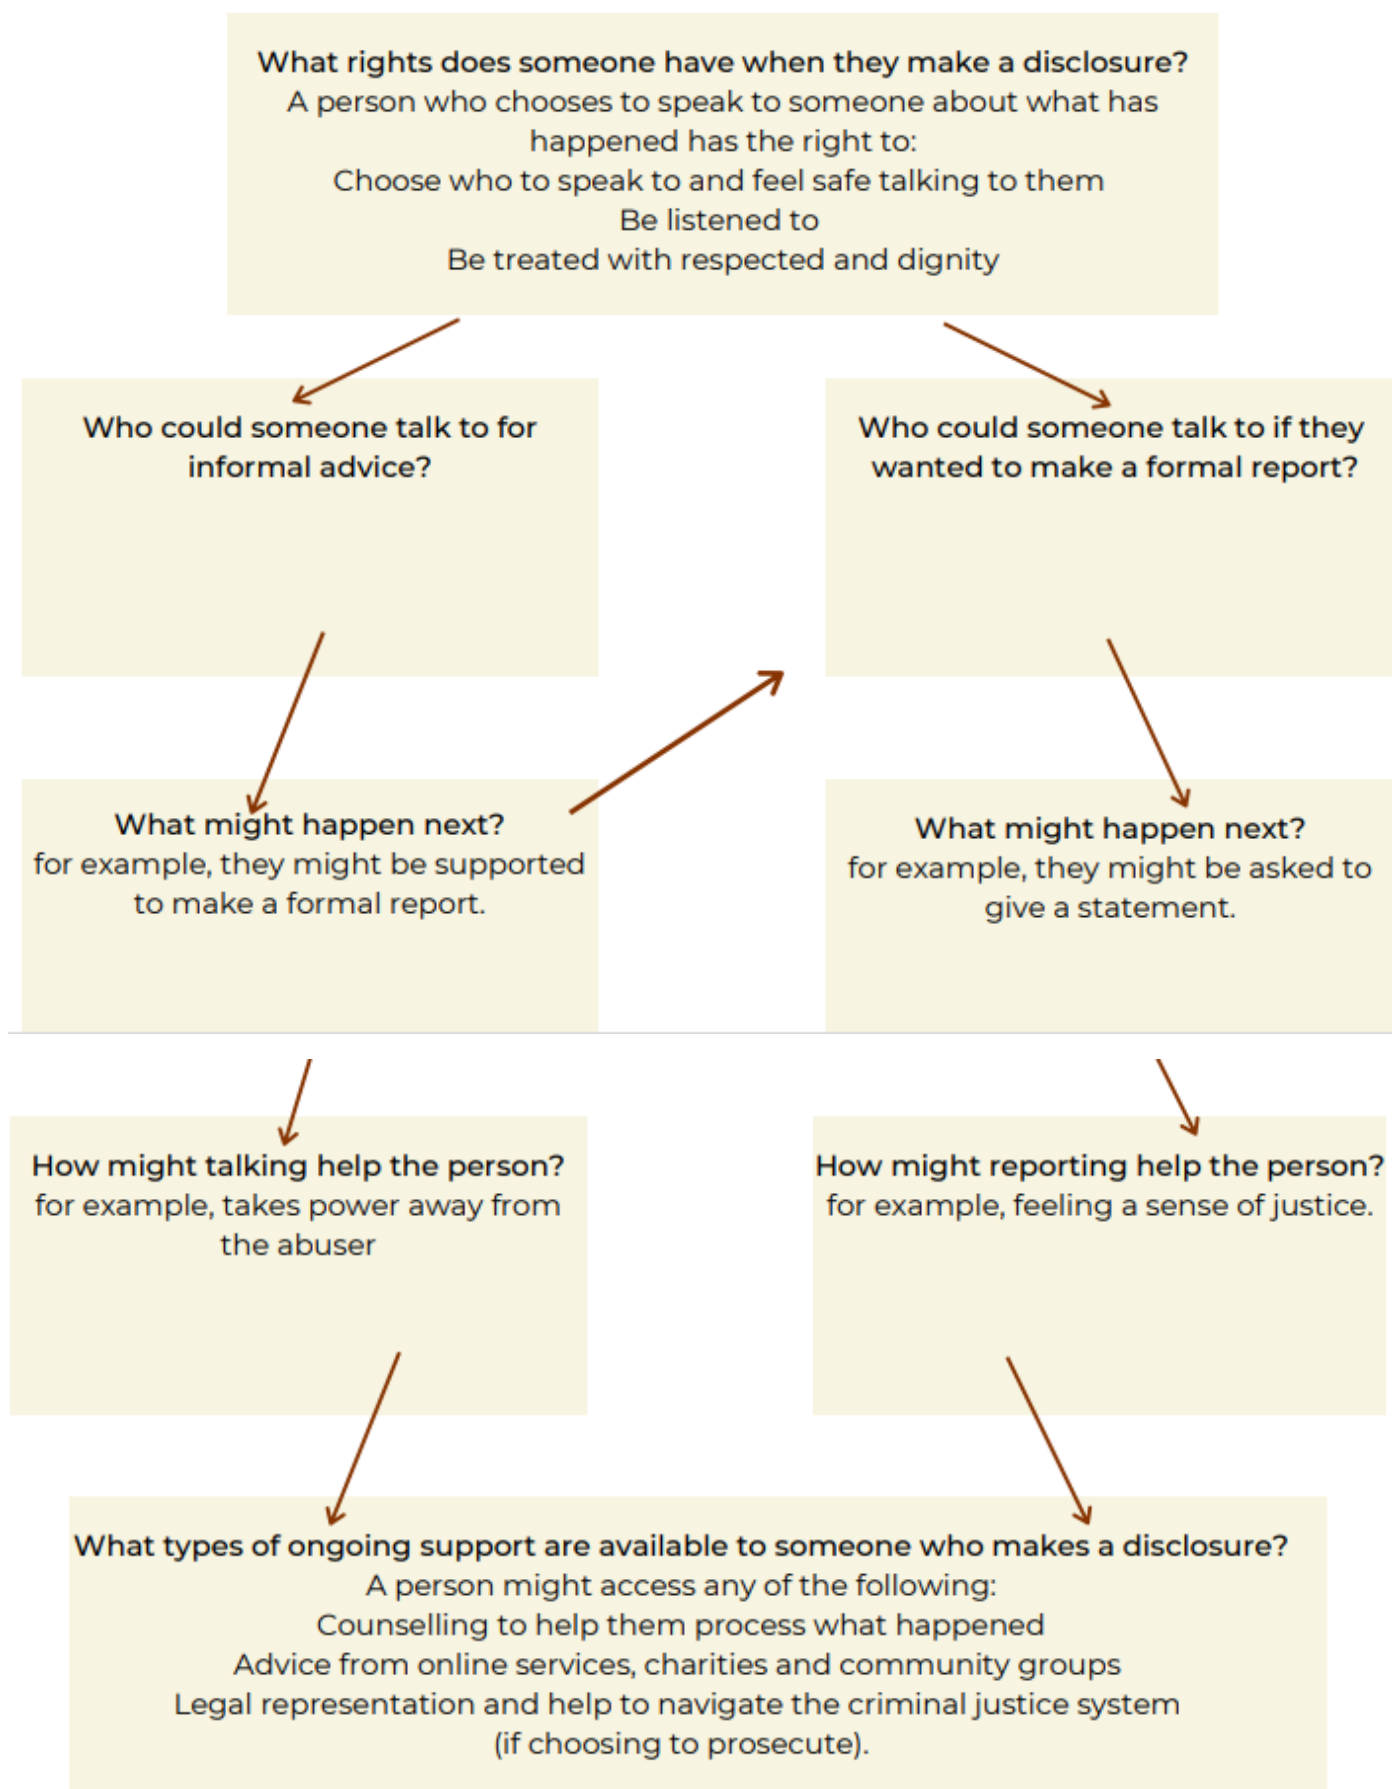 What rights does someone have when they make a disclosure?
A person who chooses to speak to someone about what has
happened has the right to:
Choose who to speak to and feel safe talking to them
Be listened to
Be treated with respected and dignity
Who could someone talk to for
informal advice?
Who could someone talk to if they
wanted to make a formal report?
What might happen next?
for example, they might be supported
to make a formal report.
What might happen next?
for example, they might be asked to
give a statement.
How might talking help the person?
for example, takes power away from
the abuser
How might reporting help the person?
for example, feeling a sense of justice.
What types of ongoing support are available to someone who makes a disclosure?
A person might access any of the following:
Counselling to help them process what happened
Advice from online services, charities and community groups
Legal representation and help to navigate the criminal justice system
(if choosing to prosecute).